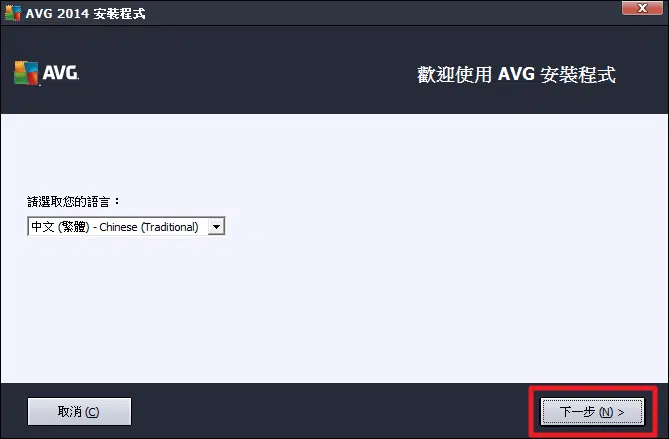 AVG 2014 安裝程式
AVG.
歡迎使用 AVG 安裝程式
請選取您的語言：
中文 (繁體) - Chinese (Traditional)
取消 (C)
下一步 (N) >